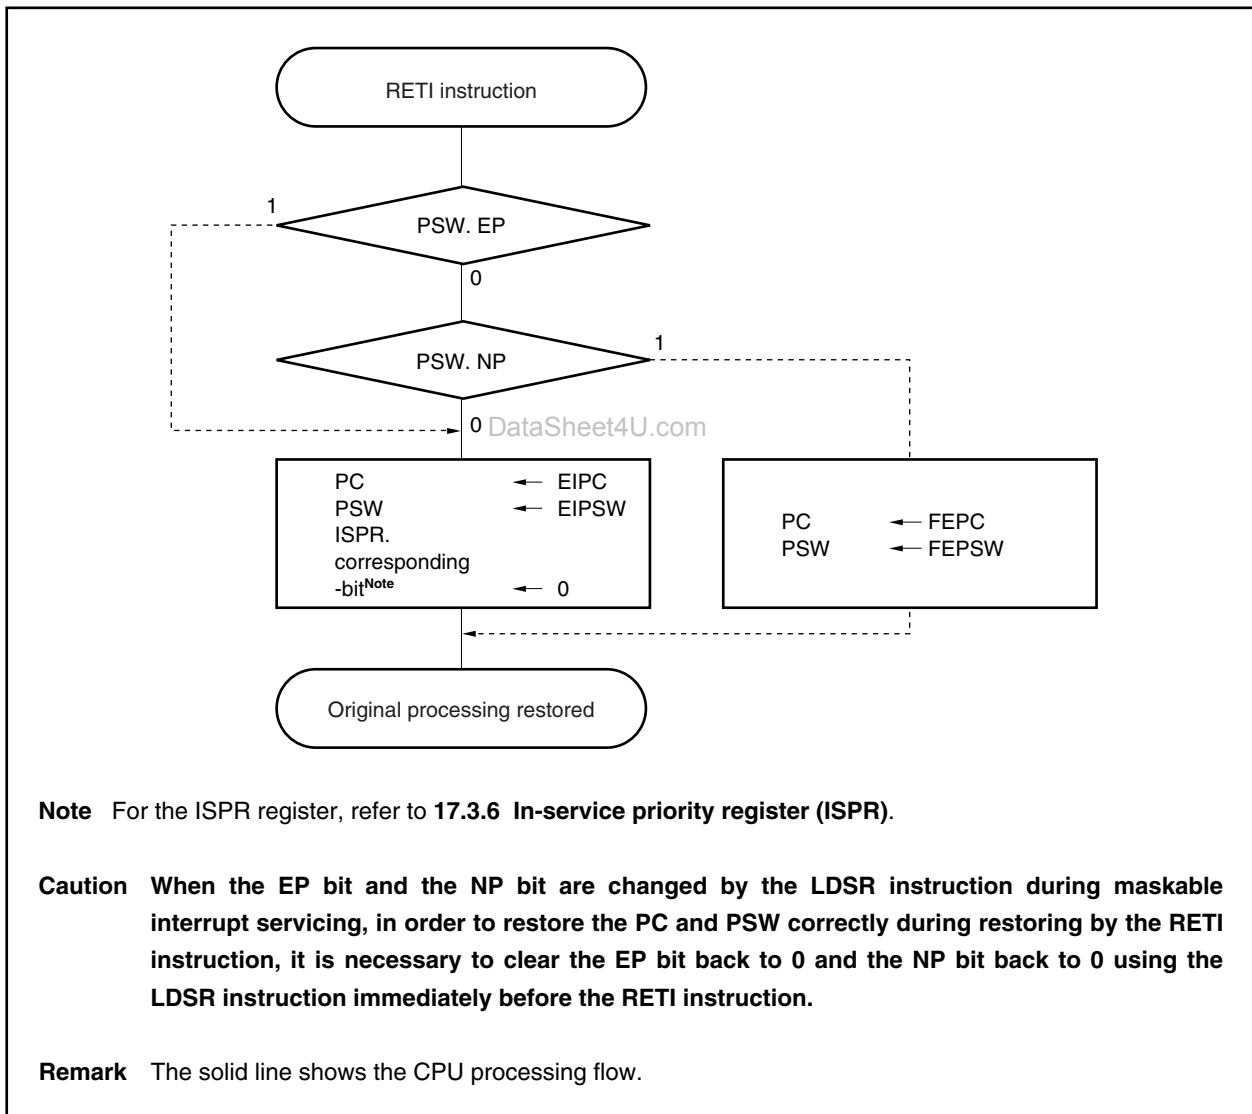 RETI instruction
1
PSW. EP
0
1
PSW. NP
0
DataSheet4U.com
PC ← EIPC
PSW ← EIPSW
ISPR.
corresponding
-bitNote ← 0
PC ← FEPC
PSW ← FEPSW
Original processing restored
Note For the ISPR register, refer to 17.3.6 In-service priority register (ISPR).
Caution When the EP bit and the NP bit are changed by the LDSR instruction during maskable
interrupt servicing, in order to restore the PC and PSW correctly during restoring by the RETI
instruction, it is necessary to clear the EP bit back to 0 and the NP bit back to 0 using the
LDSR instruction immediately before the RETI instruction.
Remark The solid line shows the CPU processing flow.